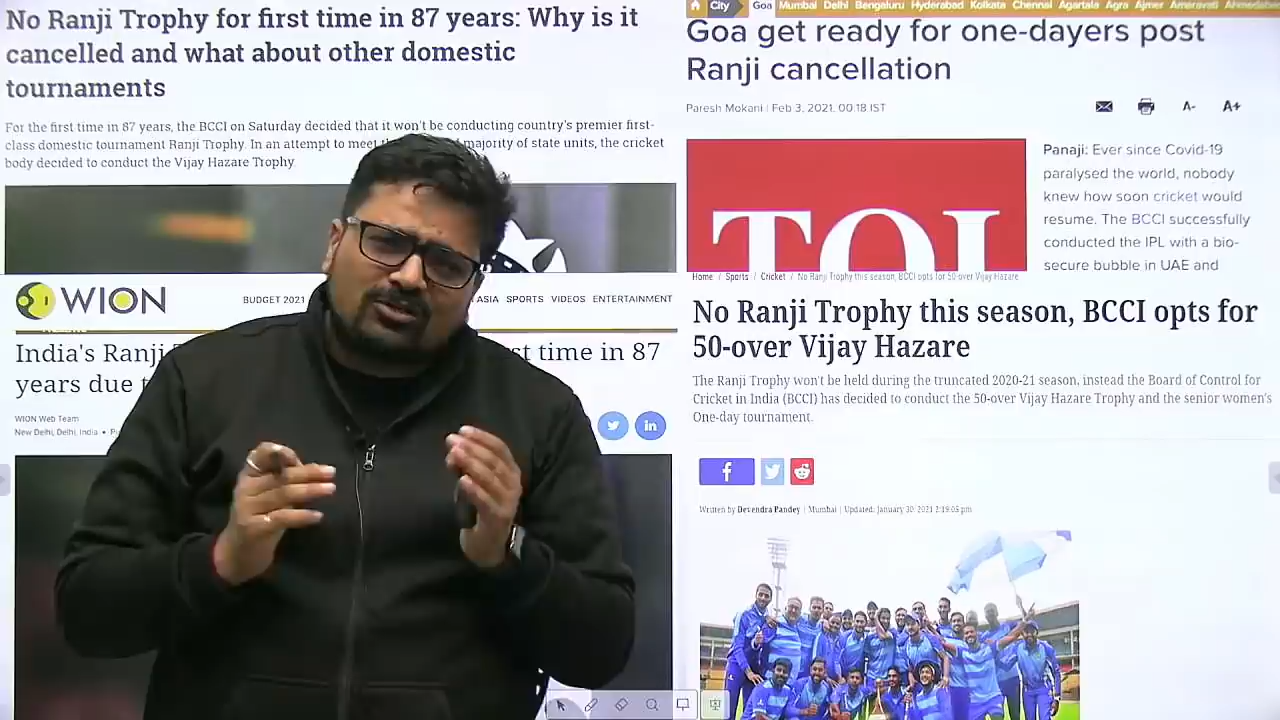 No Ranji Trophy for first time in 87 years: Why is it
cancelled and what about other domestic
tournaments
For the first time in 87 years, the BCCI on Saturday decided that it won't be conducting country's premier first-
class domestic tournament Ranji Trophy. In an attempt to meet majority of state units, the cricket
body decided to conduct the Vijay Hazare Trophy
WION
BUDGET 2021 ASIA SPORTS VIDEOS ENTERTAINMENT
India's Ranji st time in 87
years due
WION Web Team
New Delhi, Delhi, India •
in
City Goa Mumbai Delhi Bengaluru Hyderabad Kolkata Chennai Agartala Agra Ajmer Amaravati Ahmedabad
Goa get ready for one-dayers post
Ranji cancellation
Paresh Mokani | Feb 3, 2021, 00.18 IST
A- A+
TOI
Panaji: Ever since Covid-19
paralysed the world, nobody
knew how soon cricket would
resume. The BCCI successfully
conducted the IPL with a bio-
secure bubble in UAE and
Home / Sports / Cricket / No Ranji Trophy this season, BCCI opts for 50-over Vijay Hazare
No Ranji Trophy this season, BCCI opts for
50-over Vijay Hazare
The Ranji Trophy won't be held during the truncated 2020-21 season, instead the Board of Control for
Cricket in India (BCCI) has decided to conduct the 50-over Vijay Hazare Trophy and the senior women's
One-day tournament.
f
Written by Devendra Pandey | Mumbai | Updated: January 30, 2021 2:19:05 pm